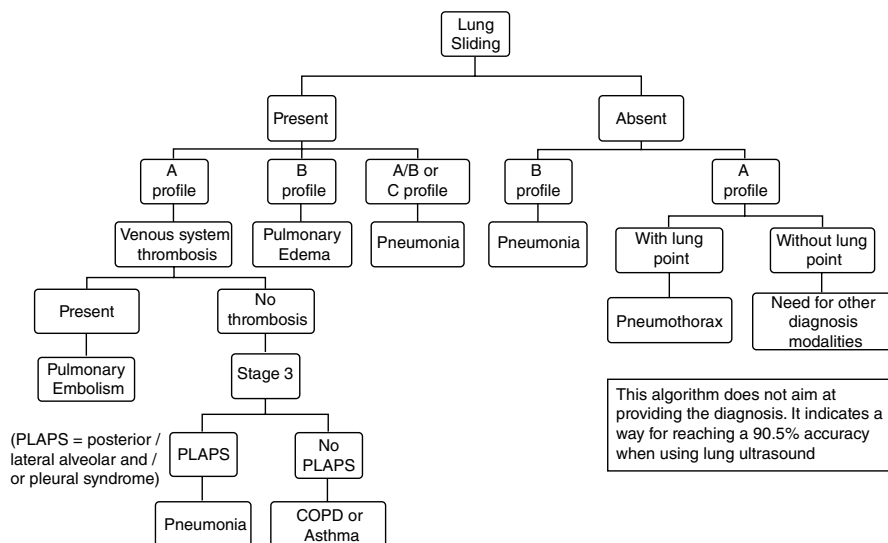 Lung
Sliding
Present
Absent
A
profile
B
profile
A/B or
C profile
B
profile
A
profile
Venous system
thrombosis
Pulmonary
Edema
Pneumonia
Pneumonia
With lung
point
Without lung
point
Present
No
thrombosis
Pneumothorax
Need for other
diagnosis
modalities
Pulmonary
Embolism
Stage 3
This algorithm does not aim at
providing the diagnosis. It indicates a
way for reaching a 90.5% accuracy
when using lung ultrasound
(PLAPS = posterior /
lateral alveolar and /
or pleural syndrome)
PLAPS
No
PLAPS
Pneumonia
COPD or
Asthma